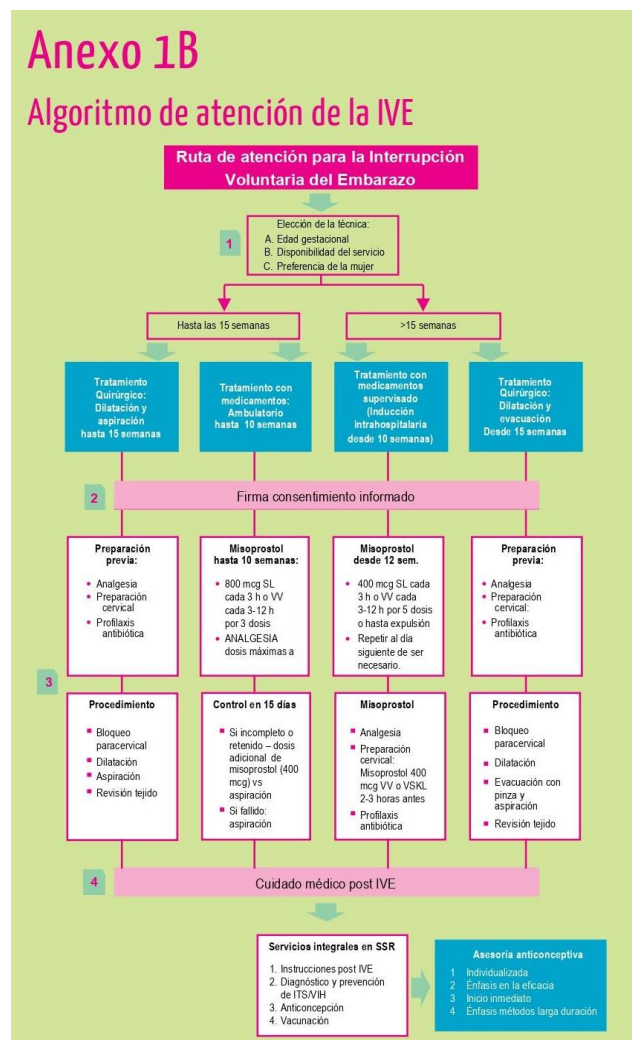 Anexo 1B
Algoritmo de atención de la IVE
Ruta de atención para la Interrupción
Voluntaria del Embarazo
1
Elección de la técnica:
A. Edad gestacional
B. Disponibilidad del servicio
C. Preferencia de la mujer
Hasta las 15 semanas
>15 semanas
Tratamiento
Quirúrgico:
Dilatación y
aspiración
hasta 15 semanas
Tratamiento con
medicamentos:
Ambulatorio
hasta 10 semanas
Tratamiento con
medicamentos
supervisado
(Inducción
intrahospitalaria
desde 10 semanas)
Tratamiento
Quirúrgico:
Dilatación y
evacuación
Desde 15 semanas
2
Firma consentimiento informado
3
Preparación
previa:
• Analgesia
• Preparación
cervical
• Profilaxis
antibiótica
Misoprostol
hasta 10 semanas:
• 800 mcg SL
cada 3 h o VV
cada 3-12 h
por 3 dosis
• ANALGESIA
dosis máximas a
Misoprostol
desde 12 sem.
• 400 mcg SL cada
3 h o VV cada
3-12 h por 5 dosis
o hasta expulsión
• Repetir al día
siguiente de ser
necesario.
Preparación
previa:
• Analgesia
• Preparación
cervical:
• Profilaxis
antibiótica
Procedimiento
▪ Bloqueo
paracervical
▪ Dilatación
▪ Aspiración
▪ Revisión tejido
Control en 15 días
▪ Si incompleto o
retenido – dosis
adicional de
misoprostol (400
mcg) vs
aspiración
▪ Si fallido:
aspiración
Misoprostol
▪ Analgesia
▪ Preparación
cervical:
Misoprostol 400
mcg VV o VSKL
2-3 horas antes
▪ Profilaxis
antibiótica
Procedimiento
▪ Bloqueo
paracervical
▪ Dilatación
▪ Evacuación con
pinza y
aspiración
▪ Revisión tejido
4
Cuidado médico post IVE
Servicios integrales en SSR
1. Instrucciones post IVE
2. Diagnóstico y prevención
de ITS/VIH
3. Anticoncepción
4. Vacunación
Asesoría anticonceptiva
1 Individualizada
2 Énfasis en la eficacia
3 Inicio inmediato
4 Énfasis métodos larga duración